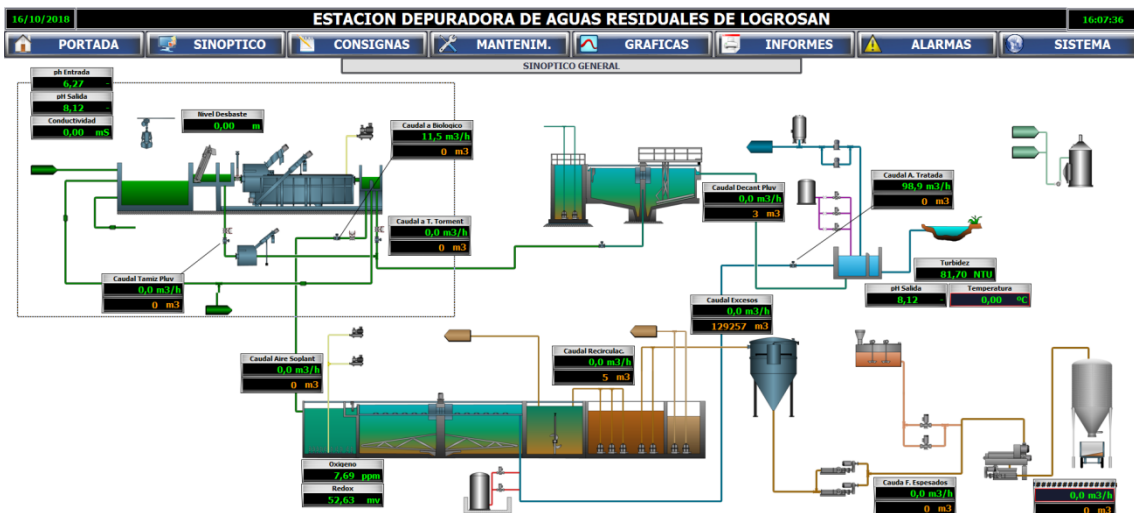 16/10/2018
ESTACION DEPURADORA DE AGUAS RESIDUALES DE LOGROSAN
16:07:36
PORTADA
SINOPTICO
CONSIGNAS
MANTENIM.
GRAFICAS
INFORMES
ALARMAS
SISTEMA
SINOPTICO GENERAL
ph Entrada
6,27 -
pH Salida
8,12 -
Conductividad
0,00 mS
Nivel Desbaste
0,00 m
Caudal a Biologico
11,5 m3/h
0 m3
Caudal a T. Torment
0,0 m3/h
0 m3
Caudal Tamiz Pluv
0,0 m3/h
0 m3
Caudal Decant Pluv
0,0 m3/h
3 m3
Caudal A. Tratada
98,9 m3/h
0 m3
Turbidez
81,70 NTU
pH Salida
8,12 -
Temperatura
0,00 ºC
Caudal Excesos
0,0 m3/h
129257 m3
Caudal Aire Soplant
0,0 m3/h
0 m3
Caudal Recirculac.
0,0 m3/h
5 m3
Oxigeno
7,69 ppm
Redox
52,63 mv
Cauda F. Espesados
0,0 m3/h
0 m3
0,0 m3/h
0 m3